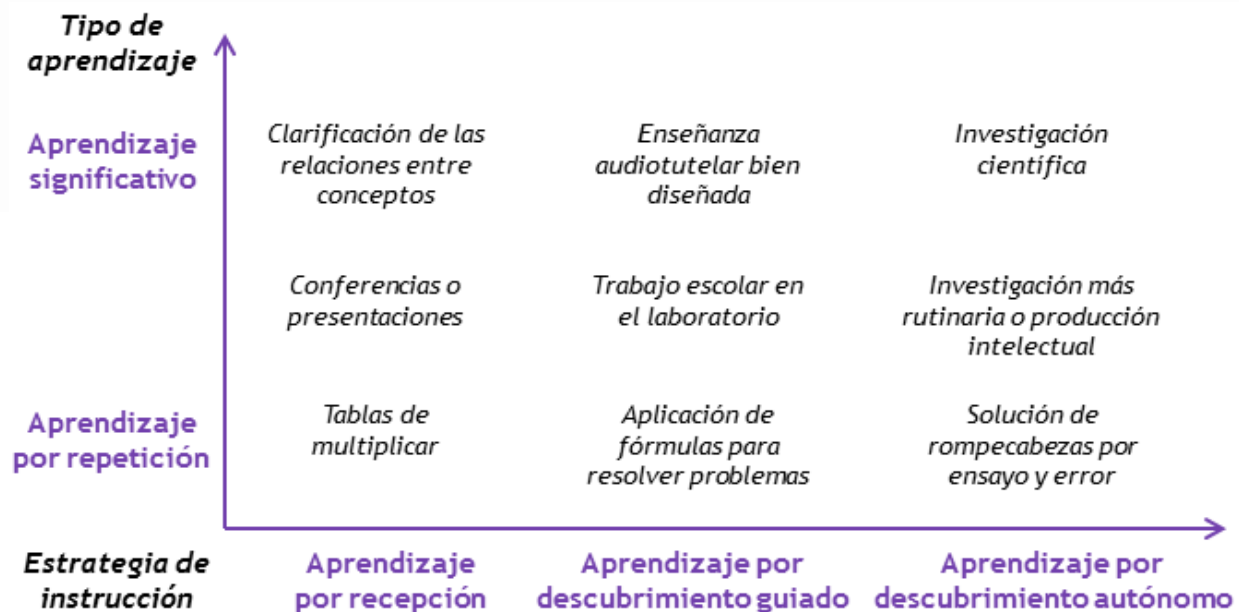 Tipo de
aprendizaje
Aprendizaje
significativo
Clarificación de las
relaciones entre
conceptos
Enseñanza
audiotutelar bien
diseñada
Investigación
científica
Conferencias o
presentaciones
Trabajo escolar en
el laboratorio
Investigación más
rutinaria o producción
intelectual
Aprendizaje
por repetición
Tablas de
multiplicar
Aplicación de
fórmulas para
resolver problemas
Solución de
rompecabezas por
ensayo y error
Estrategia de
instrucción
Aprendizaje
por recepción
Aprendizaje por
descubrimiento guiado
Aprendizaje por
descubrimiento autónomo